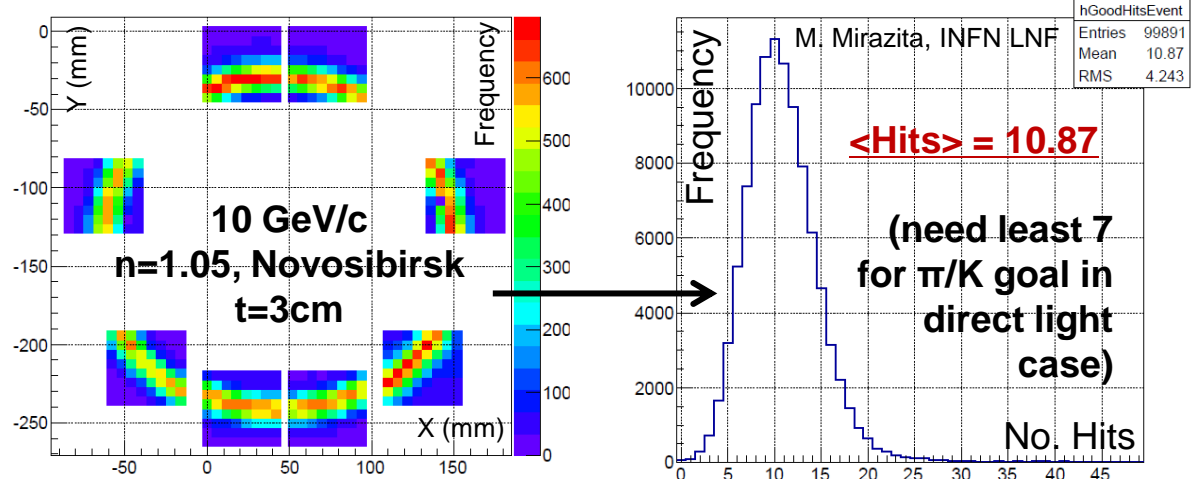 0
-50
-100
-150
-200
-250
Y (mm)
-50
0
50
100
150
X (mm)
Frequency
600
500
400
300
200
100
0
10 GeV/c
n=1.05, Novosibirsk
t=3cm
hGoodHitsEvent
Entries 99891
Mean 10.87
RMS 4.243
M. Mirazita, INFN LNF
Frequency
10000
8000
6000
4000
2000
0
<Hits> = 10.87
(need least 7
for π/K goal in
direct light
case)
No. Hits
0
5
10
15
20
25
30
35
40
45